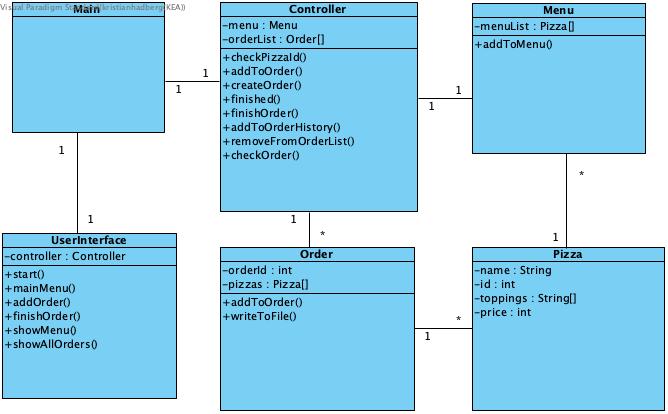 Visual Paradigm Standard(kristianhadberg(KEA))
Main
1
1
1
1
Controller
-menu : Menu
-orderList : Order[]
+checkPizzaId()
+addToOrder()
+createOrder()
+finished()
+finishOrder()
+addToOrderHistory()
+removeFromOrderList()
+checkOrder()
1
1
1
*
Menu
-menuList : Pizza[]
+addToMenu()
*
1
UserInterface
-controller : Controller
+start()
+mainMenu()
+addOrder()
+finishOrder()
+showMenu()
+showAllOrders()
Order
-orderId : int
-pizzas : Pizza[]
+addToOrder()
+writeToFile()
1
*
Pizza
-name : String
-id : int
-toppings : String[]
-price : int